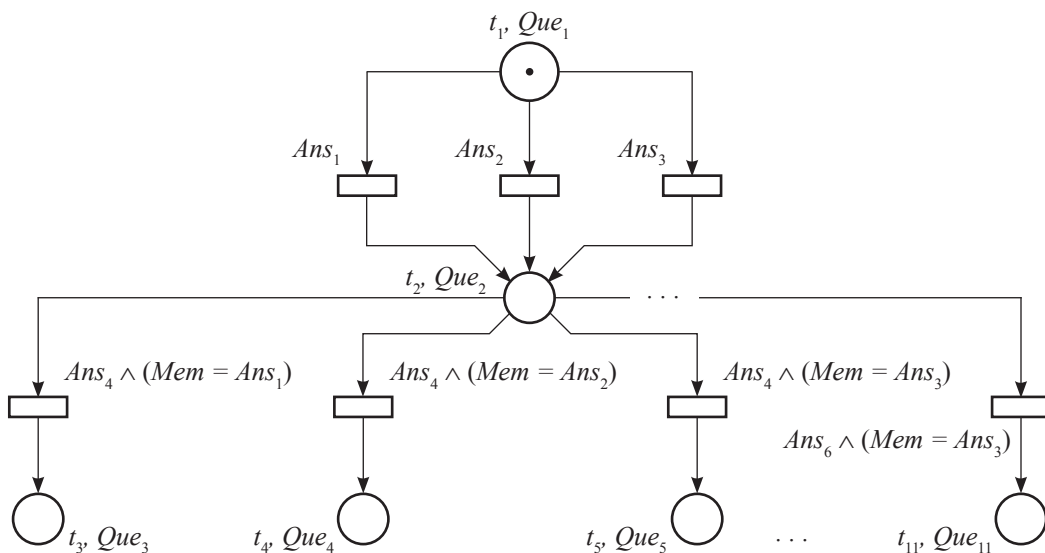 t₁, Que₁
Ans₁ Ans₂ Ans₃
t₂, Que₂ . . .
Ans₄ ∧ (Mem = Ans₁) Ans₄ ∧ (Mem = Ans₂) Ans₄ ∧ (Mem = Ans₃)
Ans₆ ∧ (Mem = Ans₃)
t₃, Que₃ t₄, Que₄ t₅, Que₅ . . . t₁₁, Que₁₁